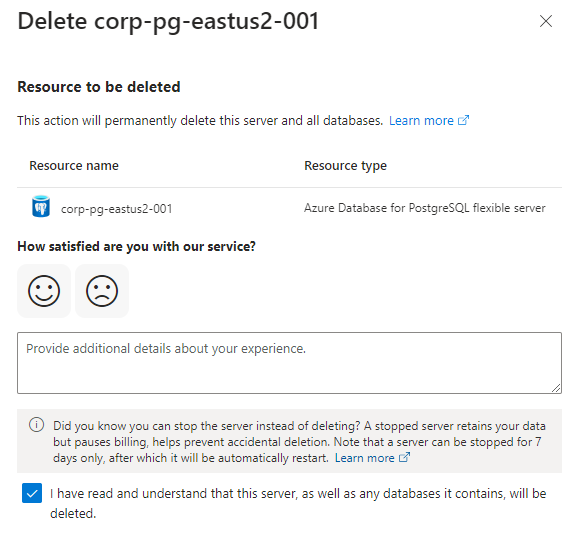 Delete corp-pg-eastus2-001
Resource to be deleted
This action will permanently delete this server and all databases. Learn more
Resource name Resource type
corp-pg-eastus2-001 Azure Database for PostgreSQL flexible server
How satisfied are you with our service?
Provide additional details about your experience.
Did you know you can stop the server instead of deleting? A stopped server retains your data
but pauses billing, helps prevent accidental deletion. Note that a server can be stopped for 7
days only, after which it will be automatically restart. Learn more
I have read and understand that this server, as well as any databases it contains, will be
deleted.